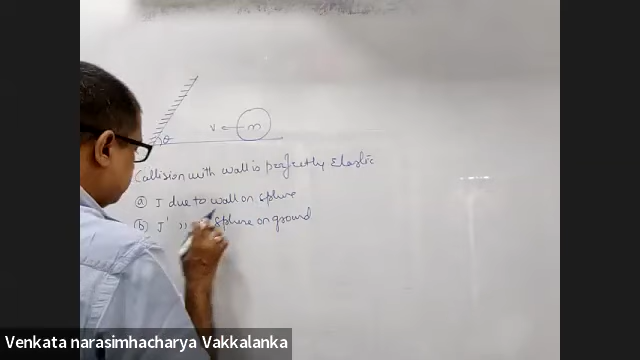 θ
V ← m
Collision with wall is perfectly Elastic
(a) J due to wall on sphere
(b) J' ,, sphere on ground
Venkata narasimhacharya Vakkalanka